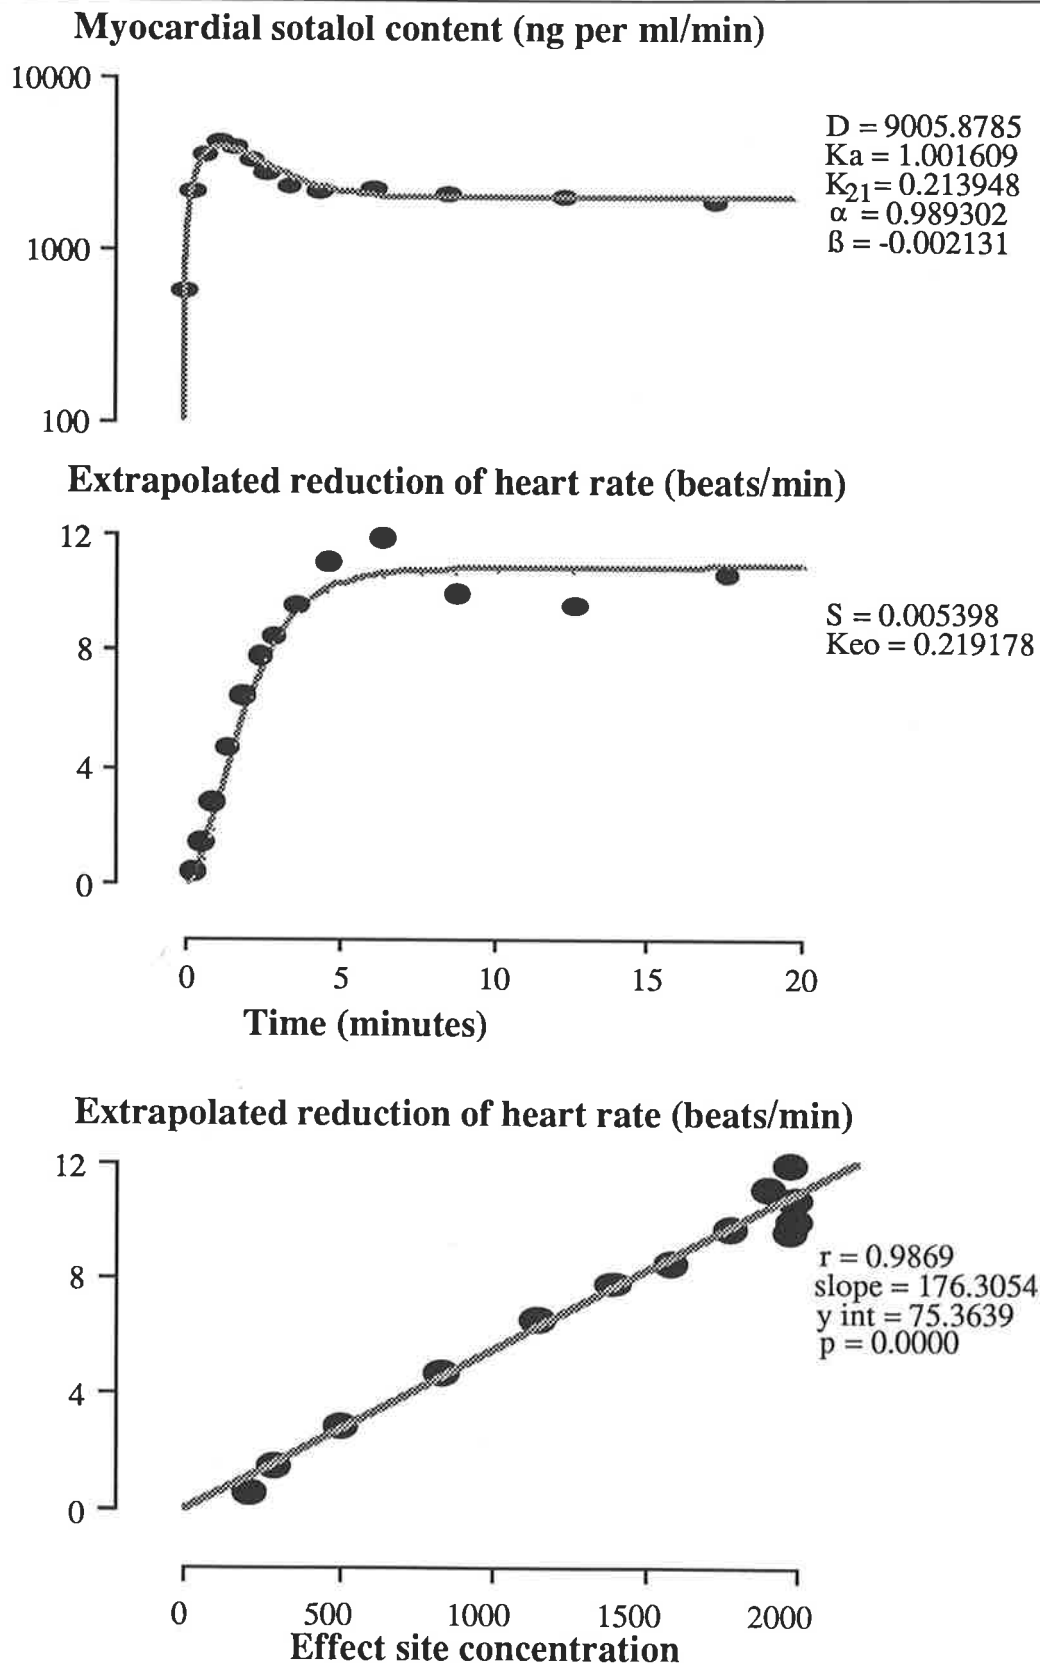 Myocardial sotalol content (ng per ml/min)
10000
1000
100
D = 9005.8785
Ka = 1.001609
K21= 0.213948
α = 0.989302
ß = -0.002131
Extrapolated reduction of heart rate (beats/min)
12
8
4
0
S = 0.005398
Keo = 0.219178
0 5 10 15 20
Time (minutes)
Extrapolated reduction of heart rate (beats/min)
12
8
4
0
r = 0.9869
slope = 176.3054
y int = 75.3639
p = 0.0000
0 500 1000 1500 2000
Effect site concentration